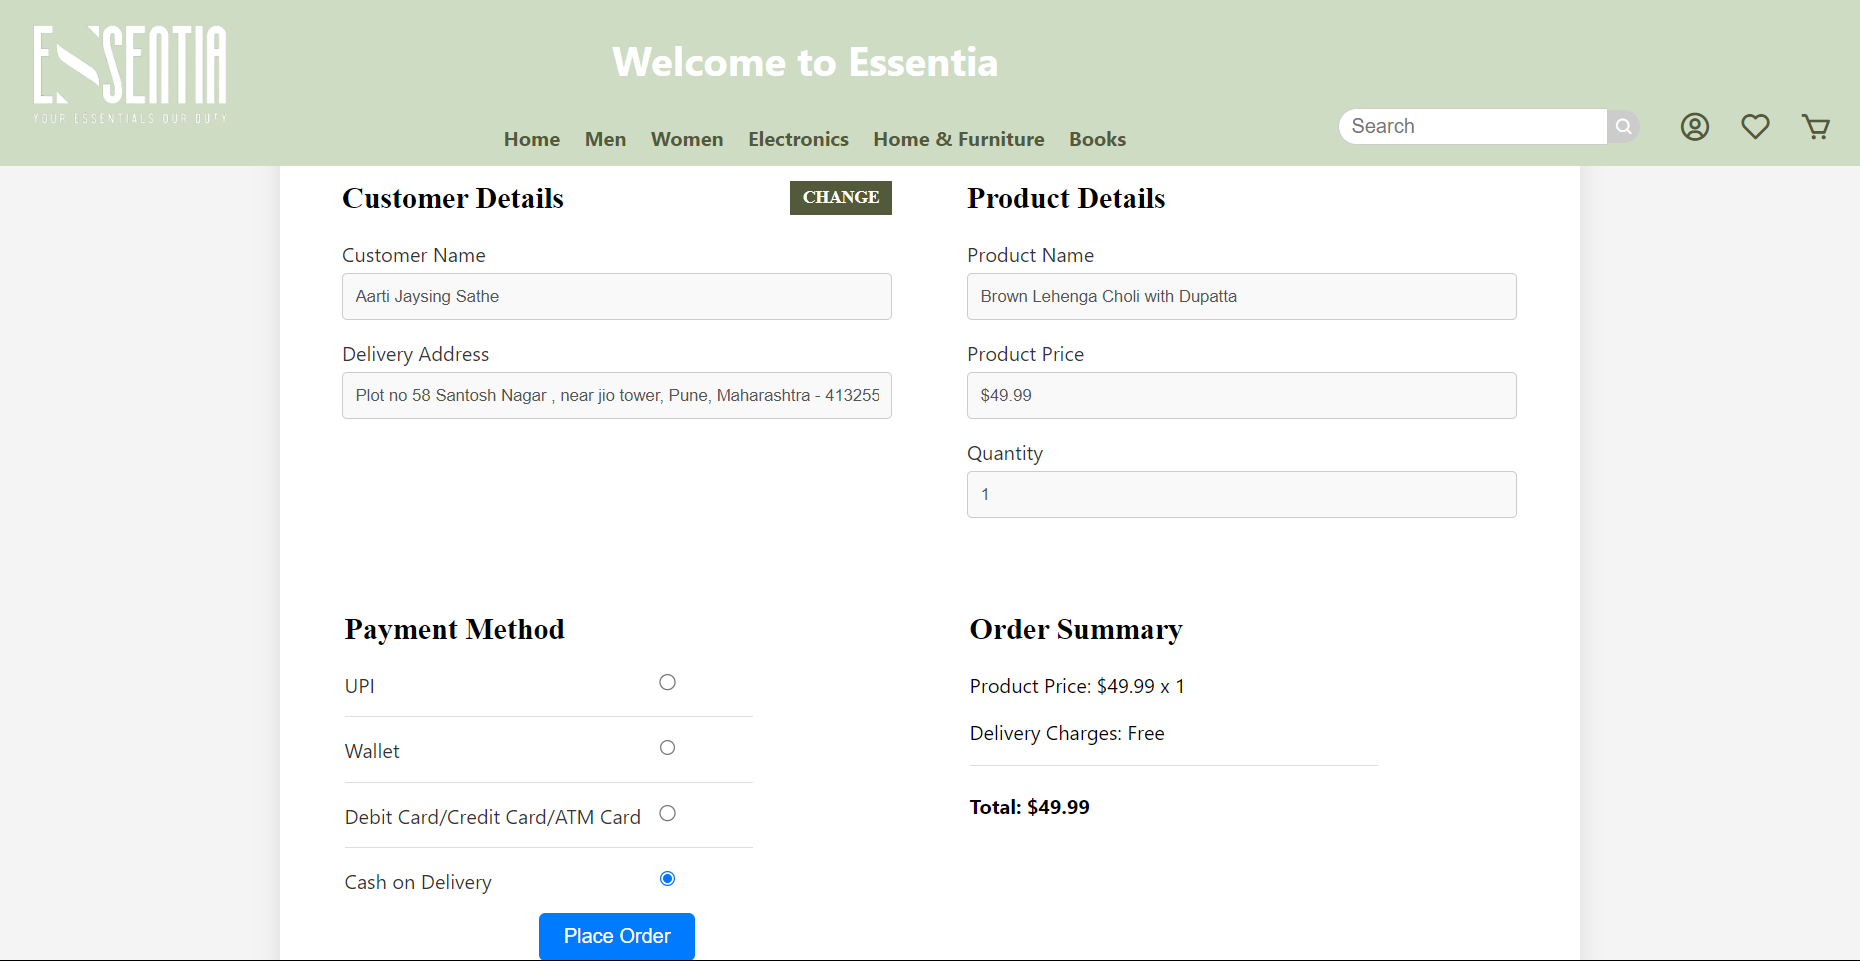 ESSENTIA
YOUR ESSENTIALS OUR DUTY
Welcome to Essentia
Home Men Women Electronics Home & Furniture Books
Search
Customer Details
CHANGE
Customer Name
Aarti Jaysing Sathe
Delivery Address
Plot no 58 Santosh Nagar , near jio tower, Pune, Maharashtra - 413255
Product Details
Product Name
Brown Lehenga Choli with Dupatta
Product Price
$49.99
Quantity
1
Payment Method
UPI
Wallet
Debit Card/Credit Card/ATM Card
Cash on Delivery
Place Order
Order Summary
Product Price: $49.99 x 1
Delivery Charges: Free
Total: $49.99